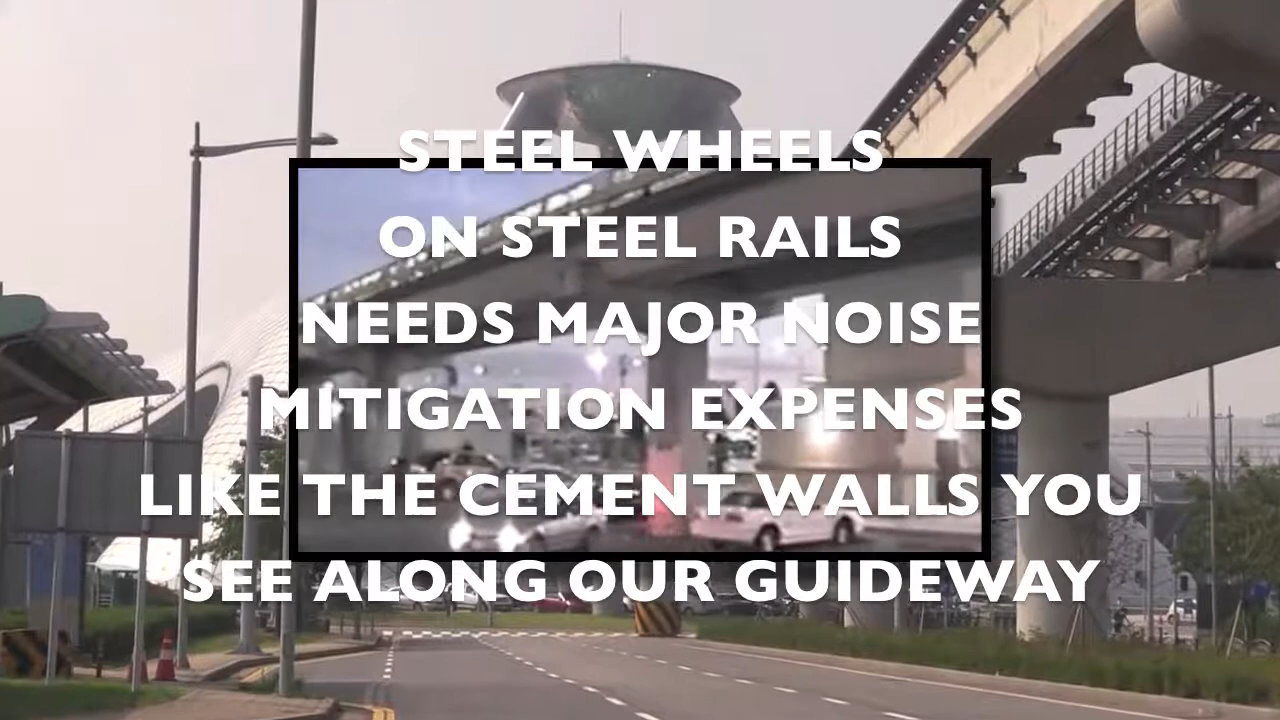 STEEL WHEELS
ON STEEL RAILS
NEEDS MAJOR NOISE
MITIGATION EXPENSES
LIKE THE CEMENT WALLS YOU
SEE ALONG OUR GUIDEWAY